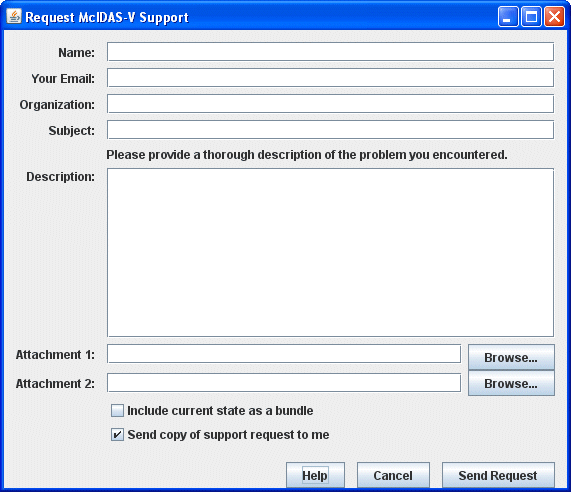 Request McIDAS-V Support
Name:
Your Email:
Organization:
Subject:
Please provide a thorough description of the problem you encountered.
Description:
Attachment 1:
Browse...
Attachment 2:
Browse...
Include current state as a bundle
Send copy of support request to me
Help
Cancel
Send Request